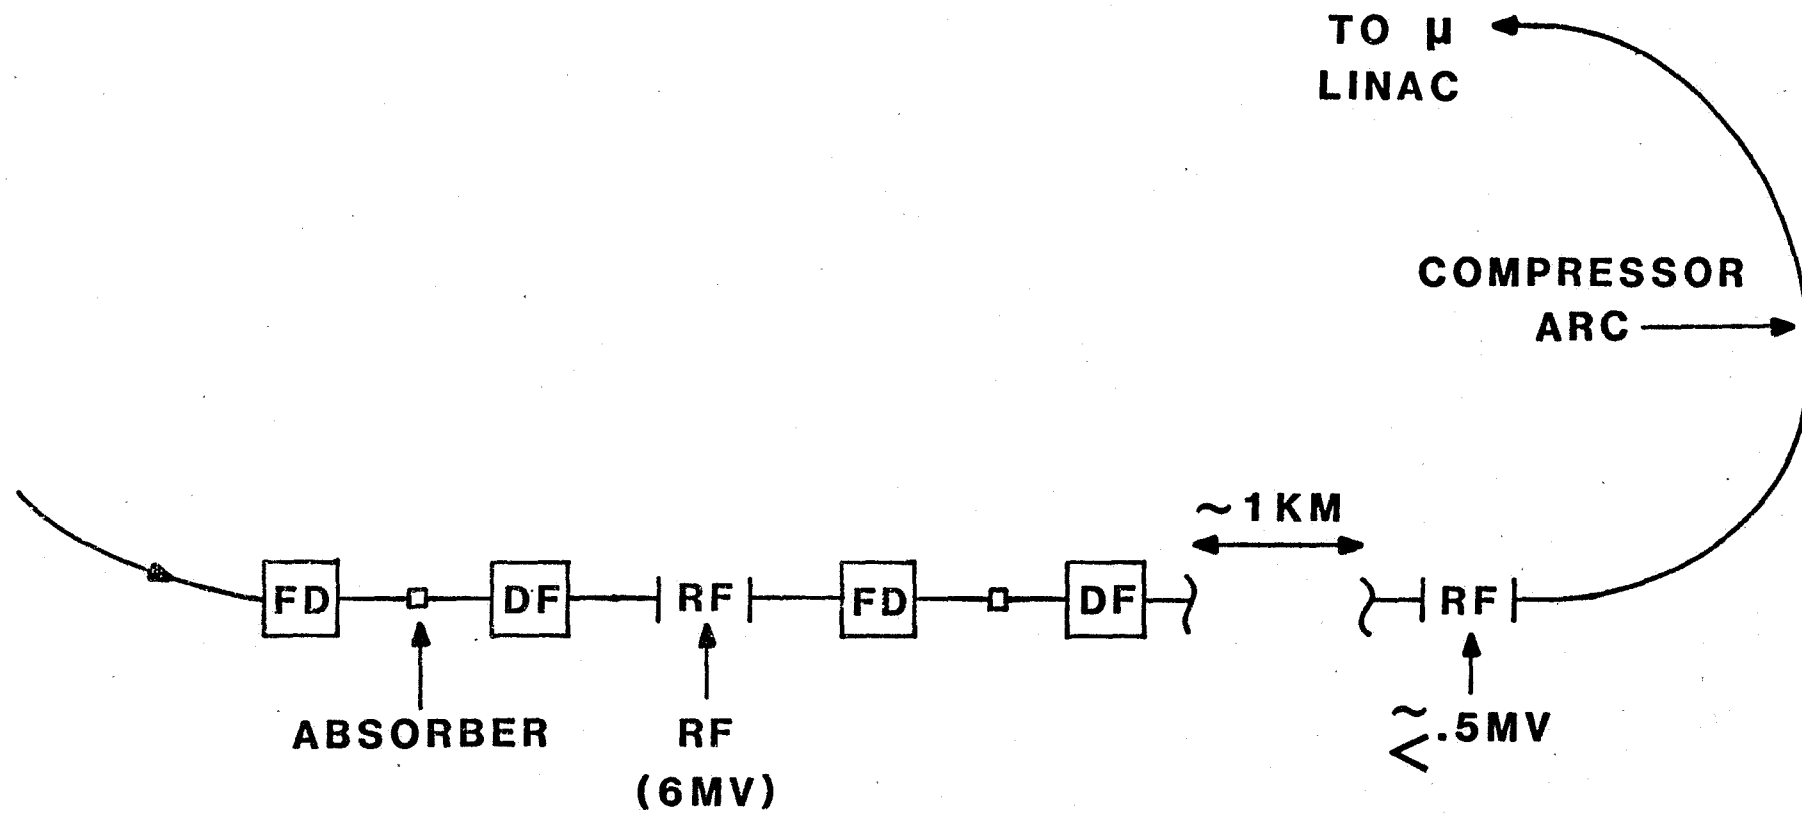 TO μ
LINAC
COMPRESSOR
ARC
~1KM
FD
DF
RF
FD
DF
RF
ABSORBER
RF
(6MV)
≲.5MV